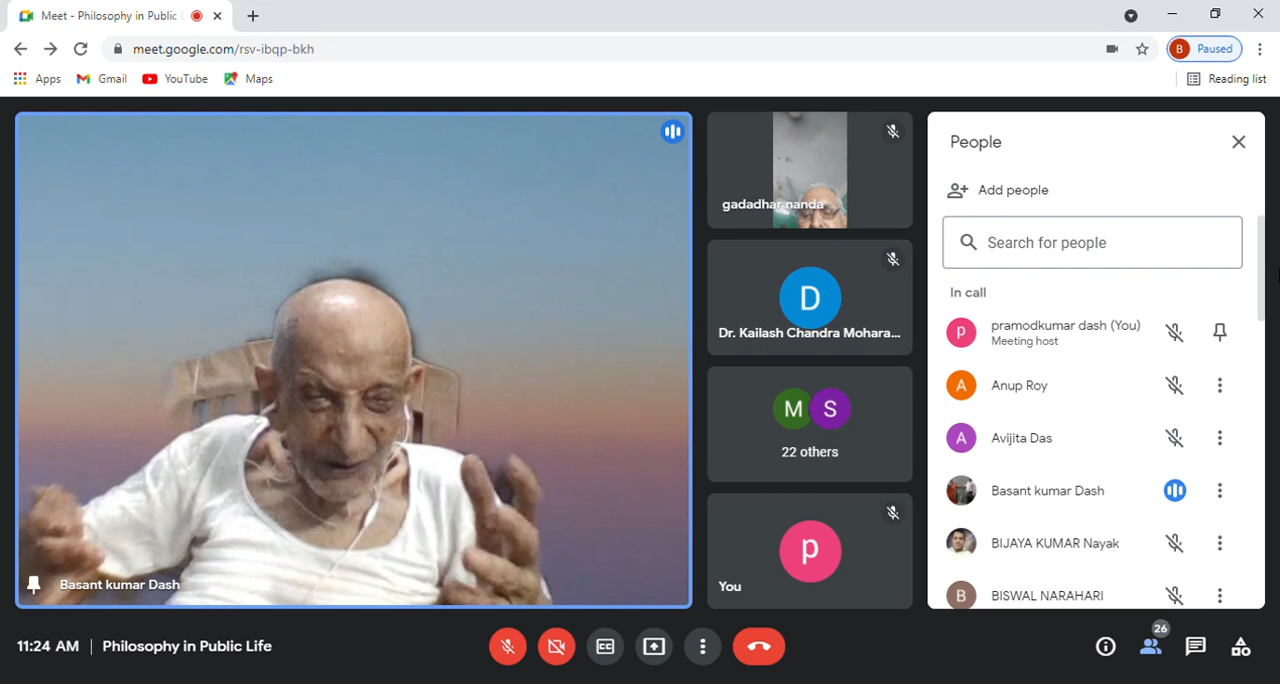 Meet - Philosophy in Public
meet.google.com/rsv-ibqp-bkh
B Paused
Apps Gmail YouTube Maps
Reading list
Basant kumar Dash
gadadhar nanda
D
Dr. Kailash Chandra Mohara...
M S
22 others
p
You
People
Add people
Search for people
In call
p pramodkumar dash (You)
Meeting host
A Anup Roy
A Avijita Das
Basant kumar Dash
BIJAYA KUMAR Nayak
B BISWAL NARAHARI
11:24 AM | Philosophy in Public Life
CC
26